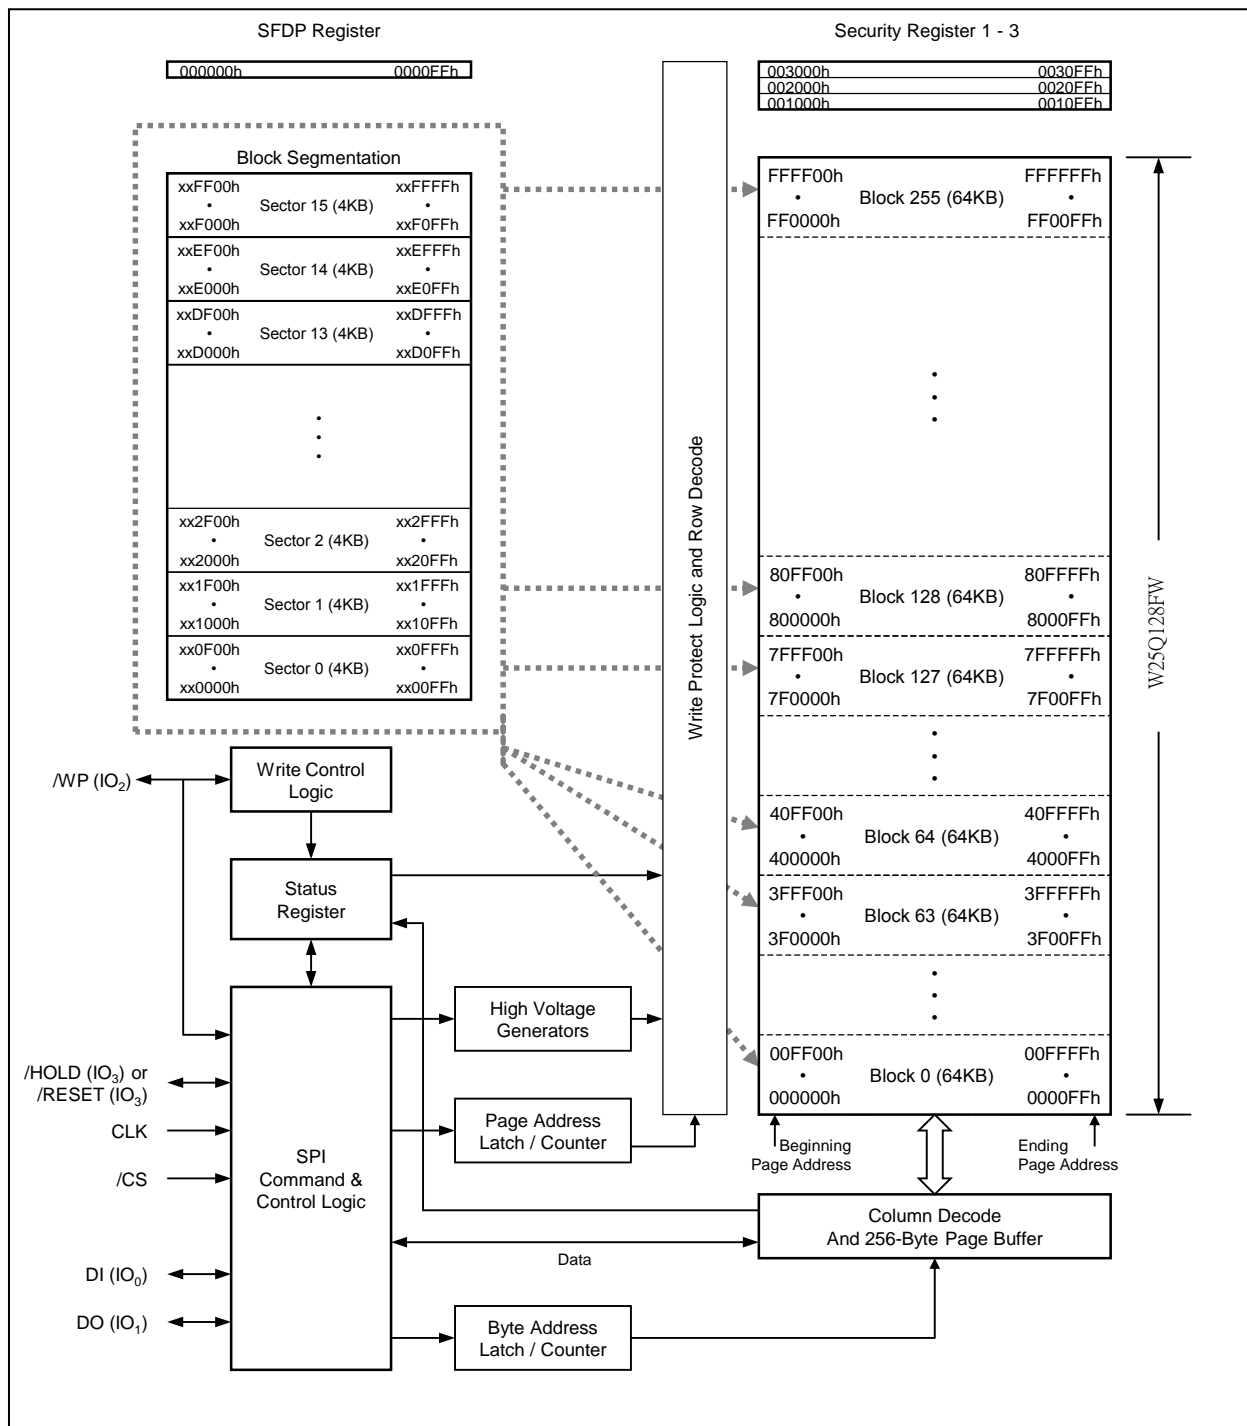 SFDP Register
000000h 0000FFh
Security Register 1 - 3
003000h 0030FFh
002000h 0020FFh
001000h 0010FFh
Block Segmentation
xxFF00h xxFFFFh
• Sector 15 (4KB) •
xxF000h xxF0FFh
xxEF00h xxEFFFh
• Sector 14 (4KB) •
xxE000h xxE0FFh
xxDF00h xxDFFFh
• Sector 13 (4KB) •
xxD000h xxD0FFh
xx2F00h xx2FFFh
• Sector 2 (4KB) •
xx2000h xx20FFh
xx1F00h xx1FFFh
• Sector 1 (4KB) •
xx1000h xx10FFh
xx0F00h xx0FFFh
• Sector 0 (4KB) •
xx0000h xx00FFh
Write Protect Logic and Row Decode
FFFF00h FFFFFFh
• Block 255 (64KB) •
FF0000h FF00FFh
80FF00h 80FFFFh
• Block 128 (64KB) •
800000h 8000FFh
7FFF00h 7FFFFFh
• Block 127 (64KB) •
7F0000h 7F00FFh
40FF00h 40FFFFh
• Block 64 (64KB) •
400000h 4000FFh
3FFF00h 3FFFFFh
• Block 63 (64KB) •
3F0000h 3F00FFh
00FF00h 00FFFFh
• Block 0 (64KB) •
000000h 0000FFh
W25Q128FW
Beginning
Page Address
Ending
Page Address
/WP (IO2)
Write Control
Logic
Status
Register
/HOLD (IO3) or
/RESET (IO3)
CLK
/CS
DI (IO0)
DO (IO1)
SPI
Command &
Control Logic
High Voltage
Generators
Page Address
Latch / Counter
Column Decode
And 256-Byte Page Buffer
Data
Byte Address
Latch / Counter